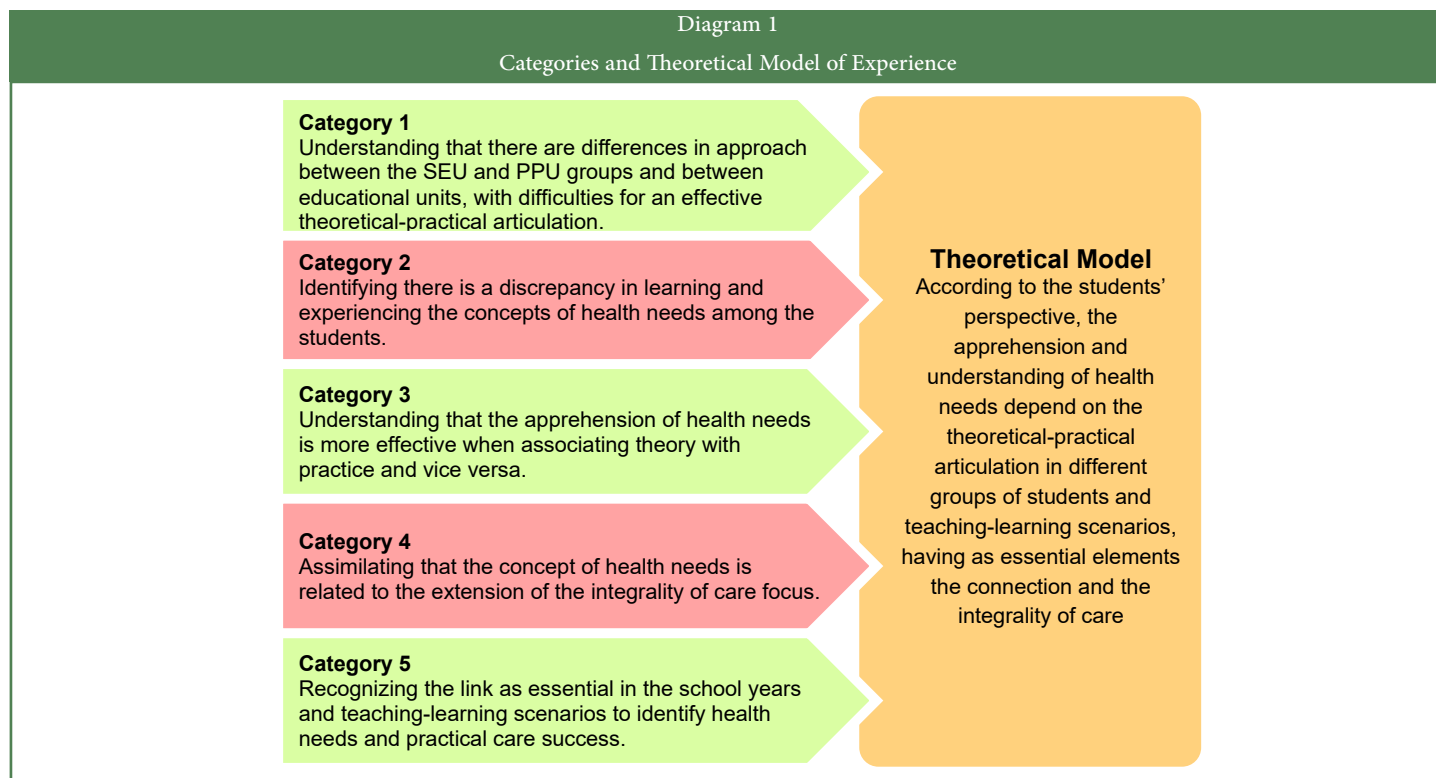 Diagram 1
Categories and Theoretical Model of Experience
Category 1
Understanding that there are differences in approach
between the SEU and PPU groups and between
educational units, with difficulties for an effective
theoretical-practical articulation.
Category 2
Identifying there is a discrepancy in learning and
experiencing the concepts of health needs among the
students.
Category 3
Understanding that the apprehension of health needs
is more effective when associating theory with
practice and vice versa.
Category 4
Assimilating that the concept of health needs is
related to the extension of the integrality of care focus.
Category 5
Recognizing the link as essential in the school years
and teaching-learning scenarios to identify health
needs and practical care success.
Theoretical Model
According to the students’
perspective, the
apprehension and
understanding of health
needs depend on the
theoretical-practical
articulation in different
groups of students and
teaching-learning scenarios,
having as essential elements
the connection and the
integrality of care